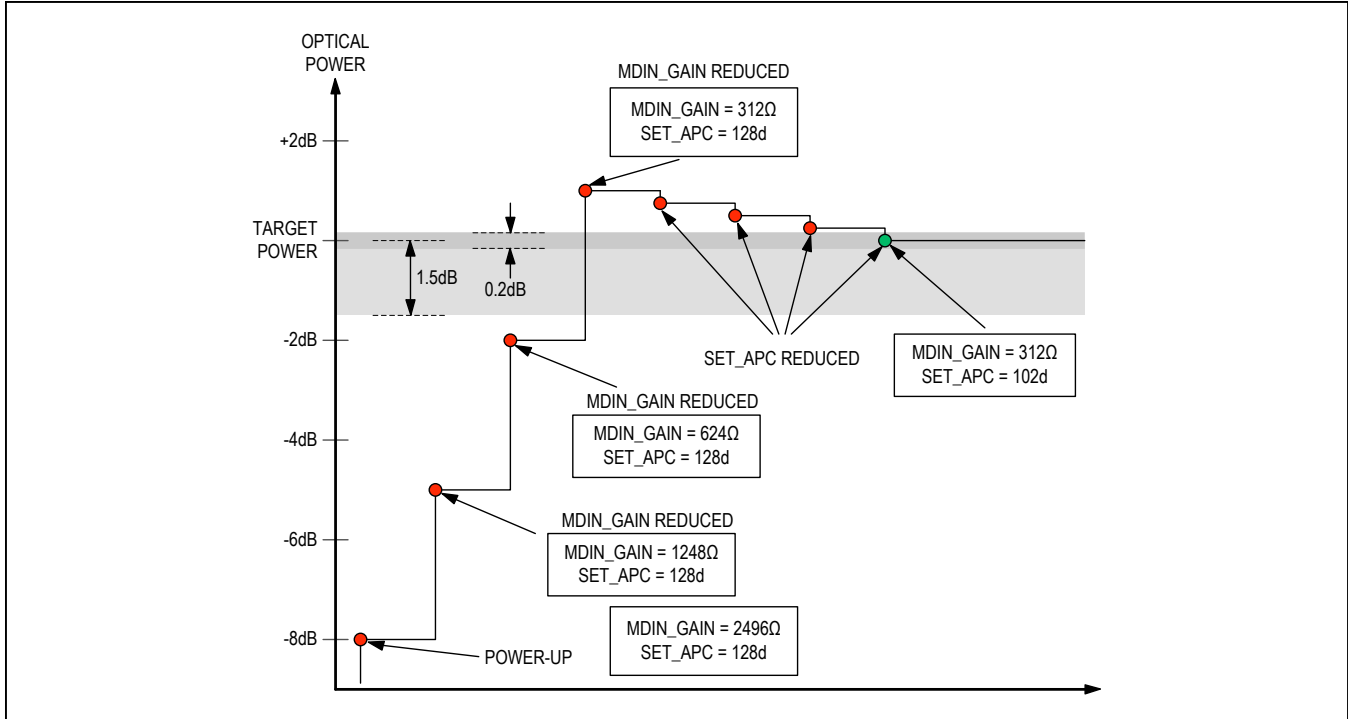 OPTICAL
POWER
MDIN_GAIN REDUCED
MDIN_GAIN = 312Ω
SET_APC = 128d
+2dB
TARGET
POWER
1.5dB
0.2dB
-2dB
SET_APC REDUCED
MDIN_GAIN = 312Ω
SET_APC = 102d
MDIN_GAIN REDUCED
MDIN_GAIN = 624Ω
SET_APC = 128d
-4dB
MDIN_GAIN REDUCED
-6dB
MDIN_GAIN = 1248Ω
SET_APC = 128d
MDIN_GAIN = 2496Ω
SET_APC = 128d
-8dB
POWER-UP